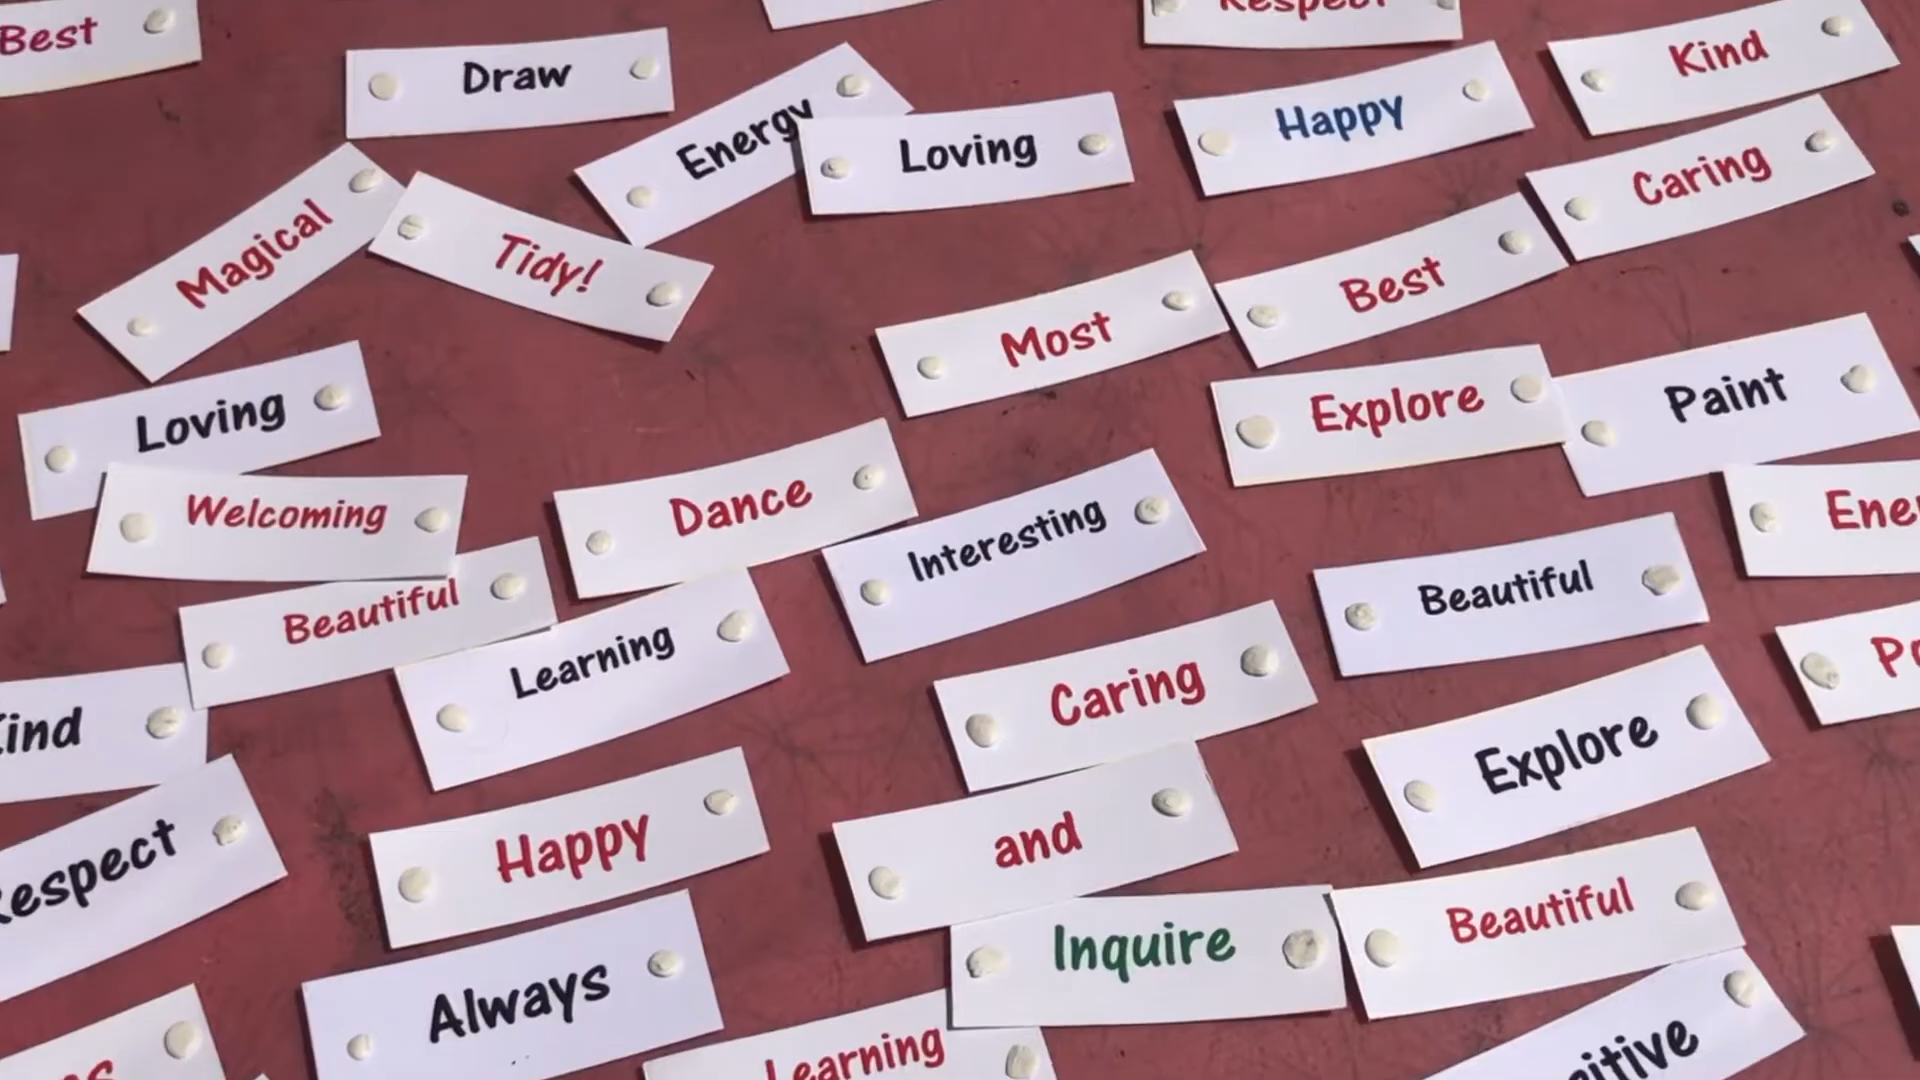 Best
Respect
Draw
Kind
Energy
Loving
Happy
Caring
Magical
Tidy!
Best
Most
Loving
Explore
Paint
Welcoming
Dance
Interesting
Beautiful
Beautiful
Learning
Caring
Explore
Respect
Happy
and
Inquire
Beautiful
Always
Learning